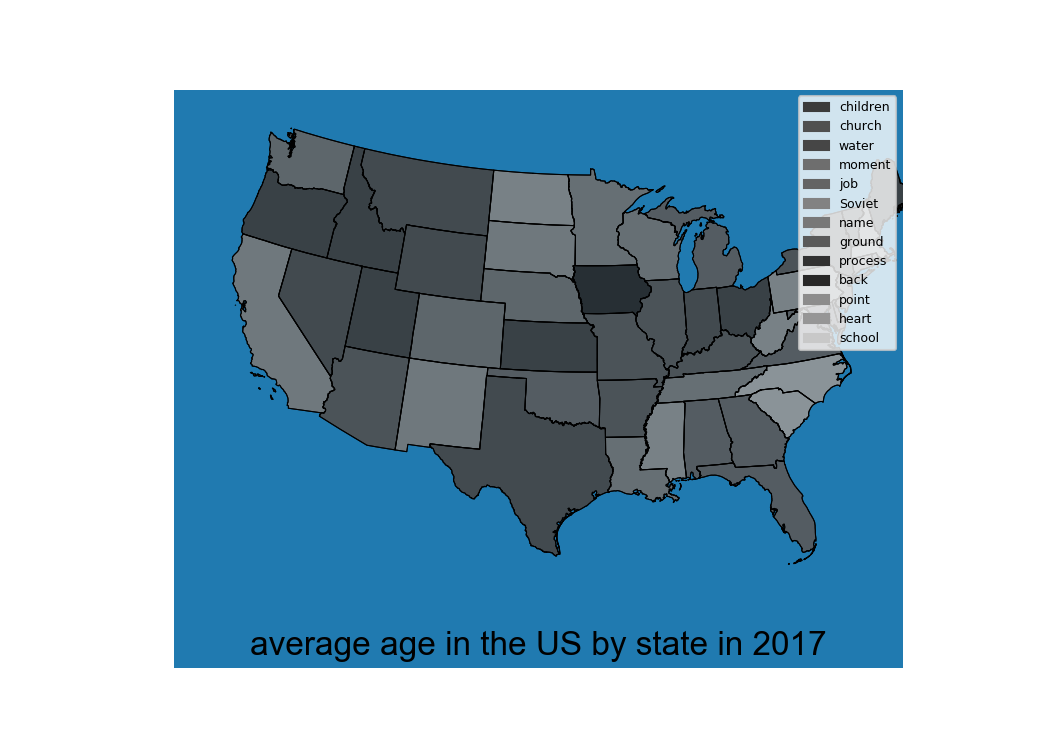 children
church
water
moment
job
Soviet
name
ground
process
back
point
heart
school
average age in the US by state in 2017